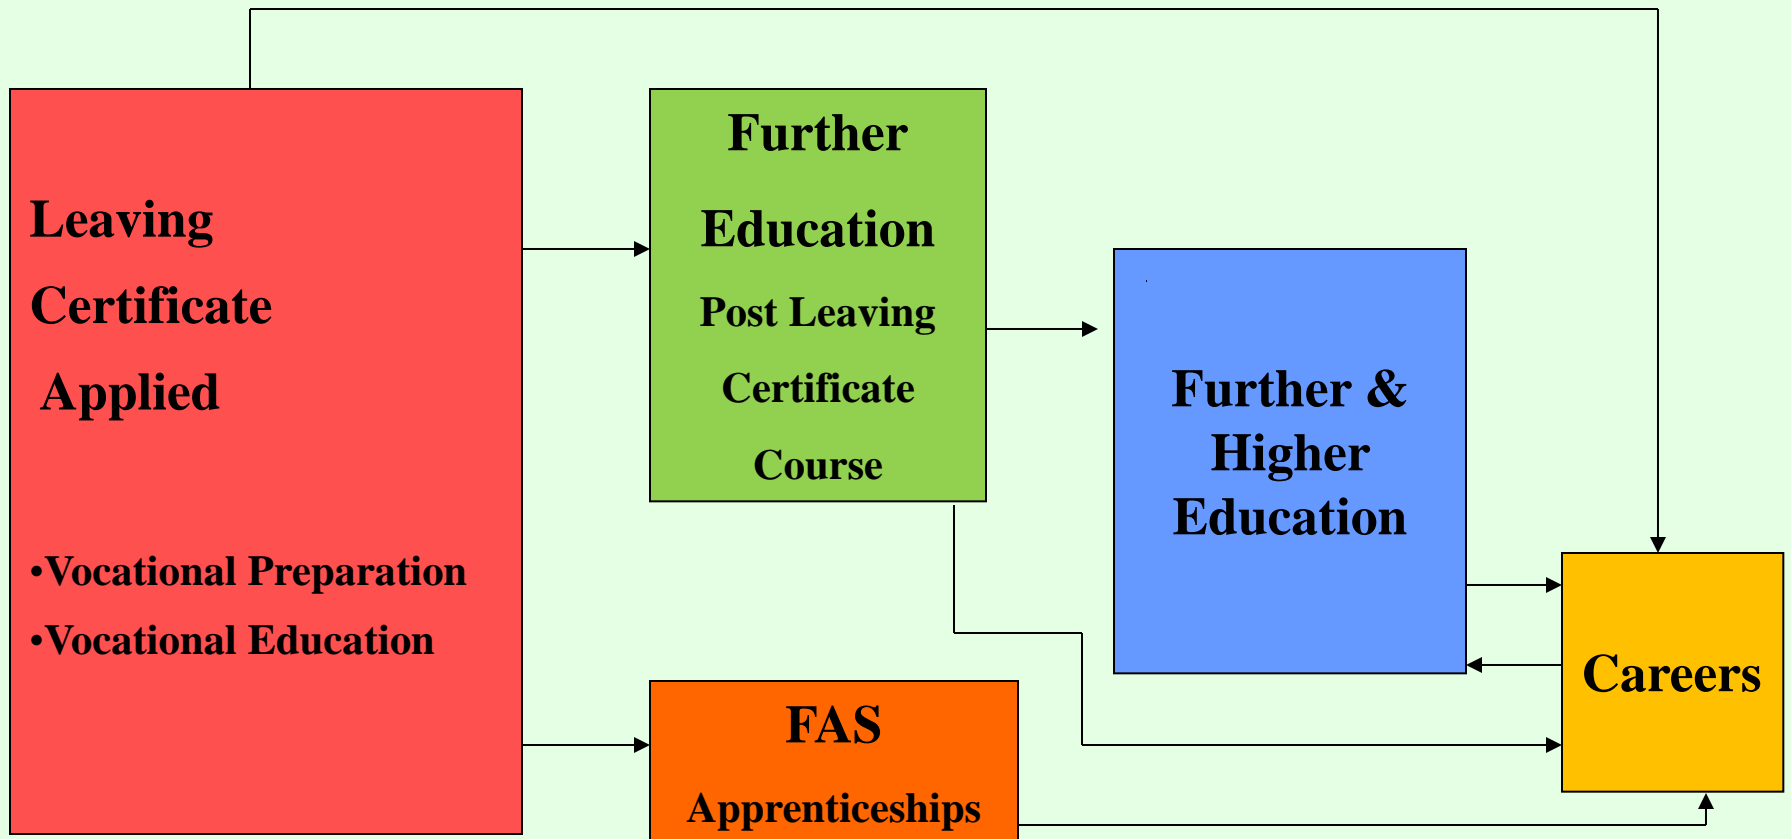 Leaving
Certificate
Applied
•Vocational Preparation
•Vocational Education
Further
Education
Post Leaving
Certificate
Course
FAS
Apprenticeships
Further &
Higher
Education
Careers